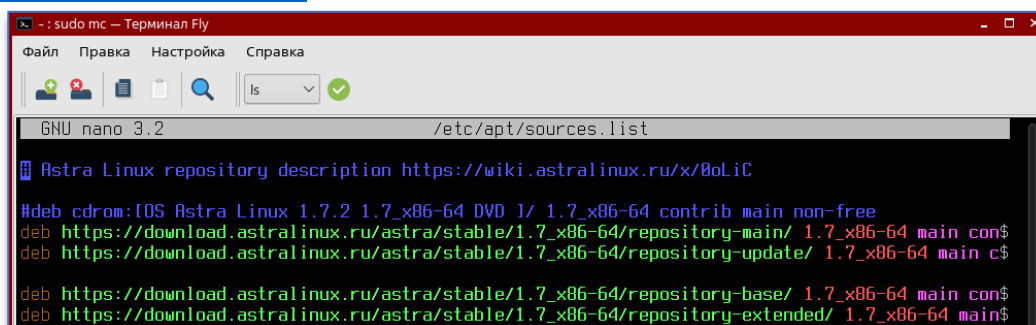 - : sudo mc — Терминал Fly
Файл Правка Настройка Справка
ls
GNU nano 3.2 /etc/apt/sources.list
# Astra Linux repository description https://wiki.astralinux.ru/x/0oLiC
#deb cdrom:[OS Astra Linux 1.7.2 1.7_x86-64 DVD ]/ 1.7_x86-64 contrib main non-free
deb https://download.astralinux.ru/astra/stable/1.7_x86-64/repository-main/ 1.7_x86-64 main con$
deb https://download.astralinux.ru/astra/stable/1.7_x86-64/repository-update/ 1.7_x86-64 main c$
deb https://download.astralinux.ru/astra/stable/1.7_x86-64/repository-base/ 1.7_x86-64 main con$
deb https://download.astralinux.ru/astra/stable/1.7_x86-64/repository-extended/ 1.7_x86-64 main$